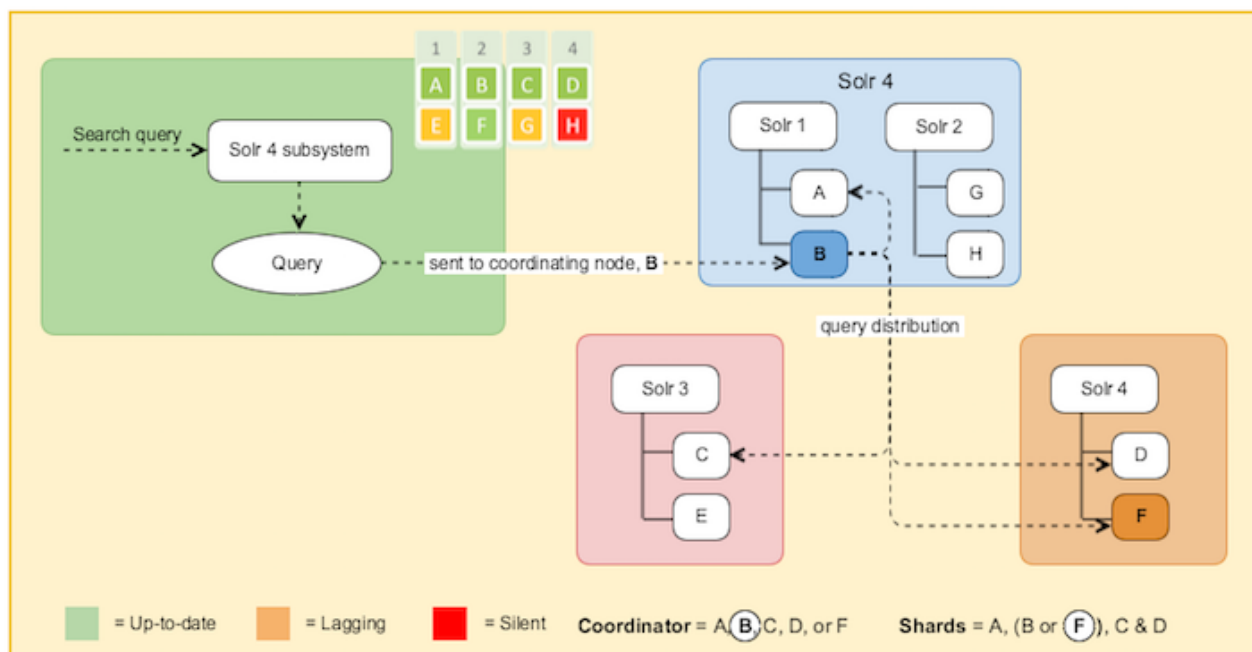 1 2 3 4
A B C D
E F G H
Search query
Solr 4 subsystem
Query
sent to coordinating node, B
Solr 4
Solr 1 Solr 2
A G
B H
query distribution
Solr 3 Solr 4
C D
E F
= Up-to-date = Lagging = Silent Coordinator = A, B, C, D, or F Shards = A, (B or F), C & D